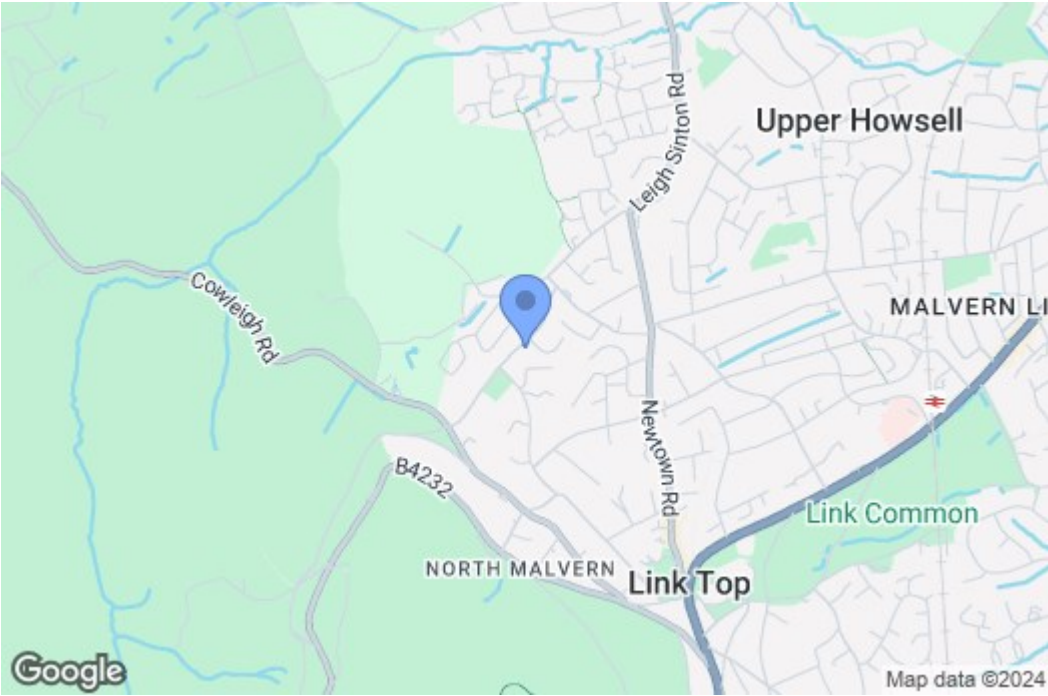 Upper Howsell
Leigh Sinton Rd
Cowleigh Rd
MALVERN LI
Newtown Rd
B4232
Link Common
NORTH MALVERN
Link Top
Google
Map data ©2024